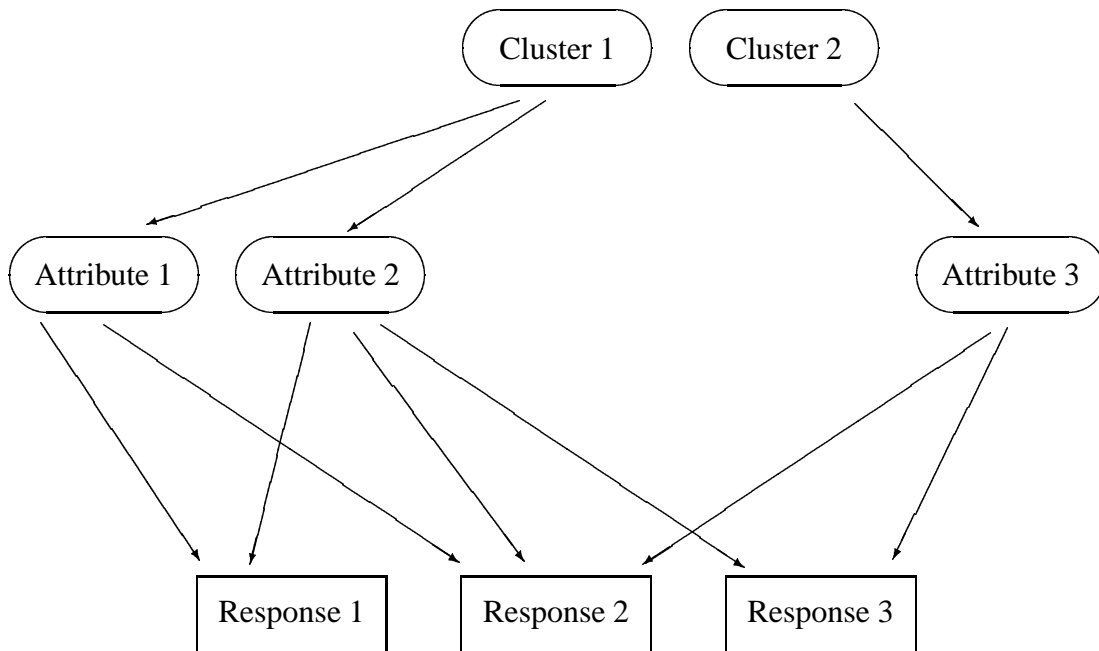 Cluster 1
Cluster 2
Attribute 1
Attribute 2
Attribute 3
Response 1
Response 2
Response 3